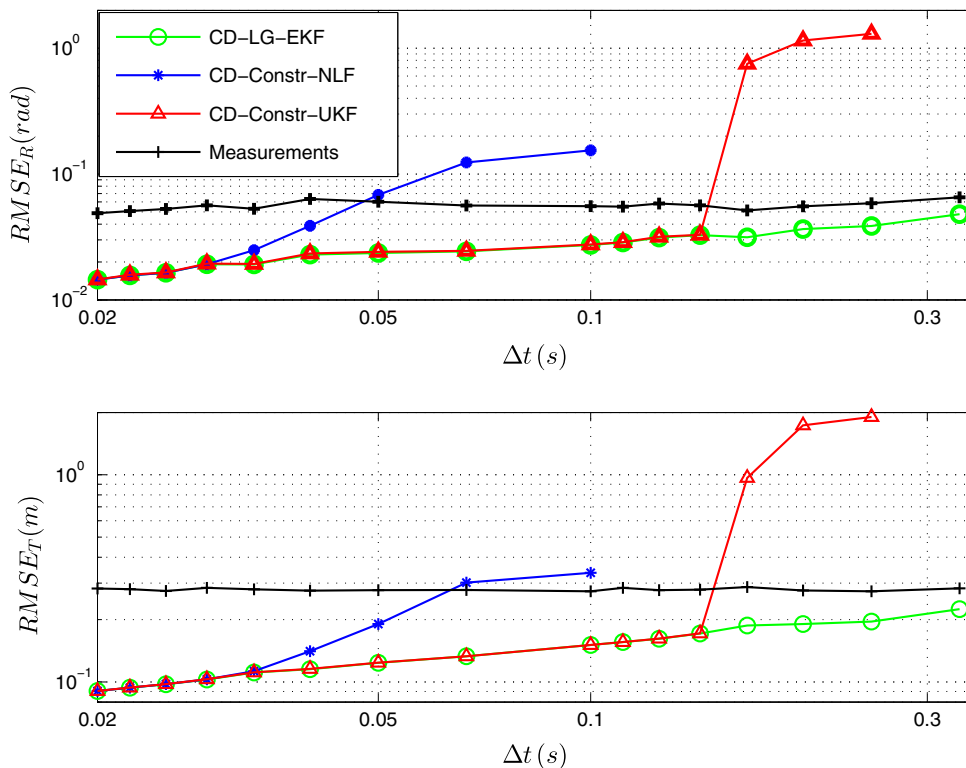 CD-LG-EKF
CD-Constr-NLF
CD-Constr-UKF
Measurements
RMSE_R(rad)
10^0
10^-1
10^-2
0.02 0.05 0.1 0.3
Δt (s)
RMSE_T(m)
10^0
10^-1
0.02 0.05 0.1 0.3
Δt (s)